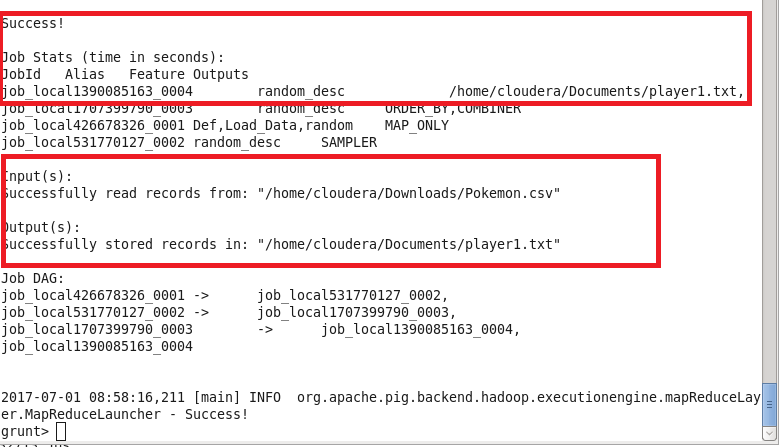 Success!
Job Stats (time in seconds):
JobId Alias Feature Outputs
job_local1390085163_0004 random_desc /home/cloudera/Documents/player1.txt,
job_local1707399790_0003 random_desc ORDER_BY,COMBINER
job_local426678326_0001 Def,Load_Data,random MAP_ONLY
job_local531770127_0002 random_desc SAMPLER
Input(s):
Successfully read records from: "/home/cloudera/Downloads/Pokemon.csv"
Output(s):
Successfully stored records in: "/home/cloudera/Documents/player1.txt"
Job DAG:
job_local426678326_0001 -> job_local531770127_0002,
job_local531770127_0002 -> job_local1707399790_0003,
job_local1707399790_0003 -> job_local1390085163_0004,
job_local1390085163_0004
2017-07-01 08:58:16,211 [main] INFO org.apache.pig.backend.hadoop.executionengine.mapReduceLay
er.MapReduceLauncher - Success!
grunt>